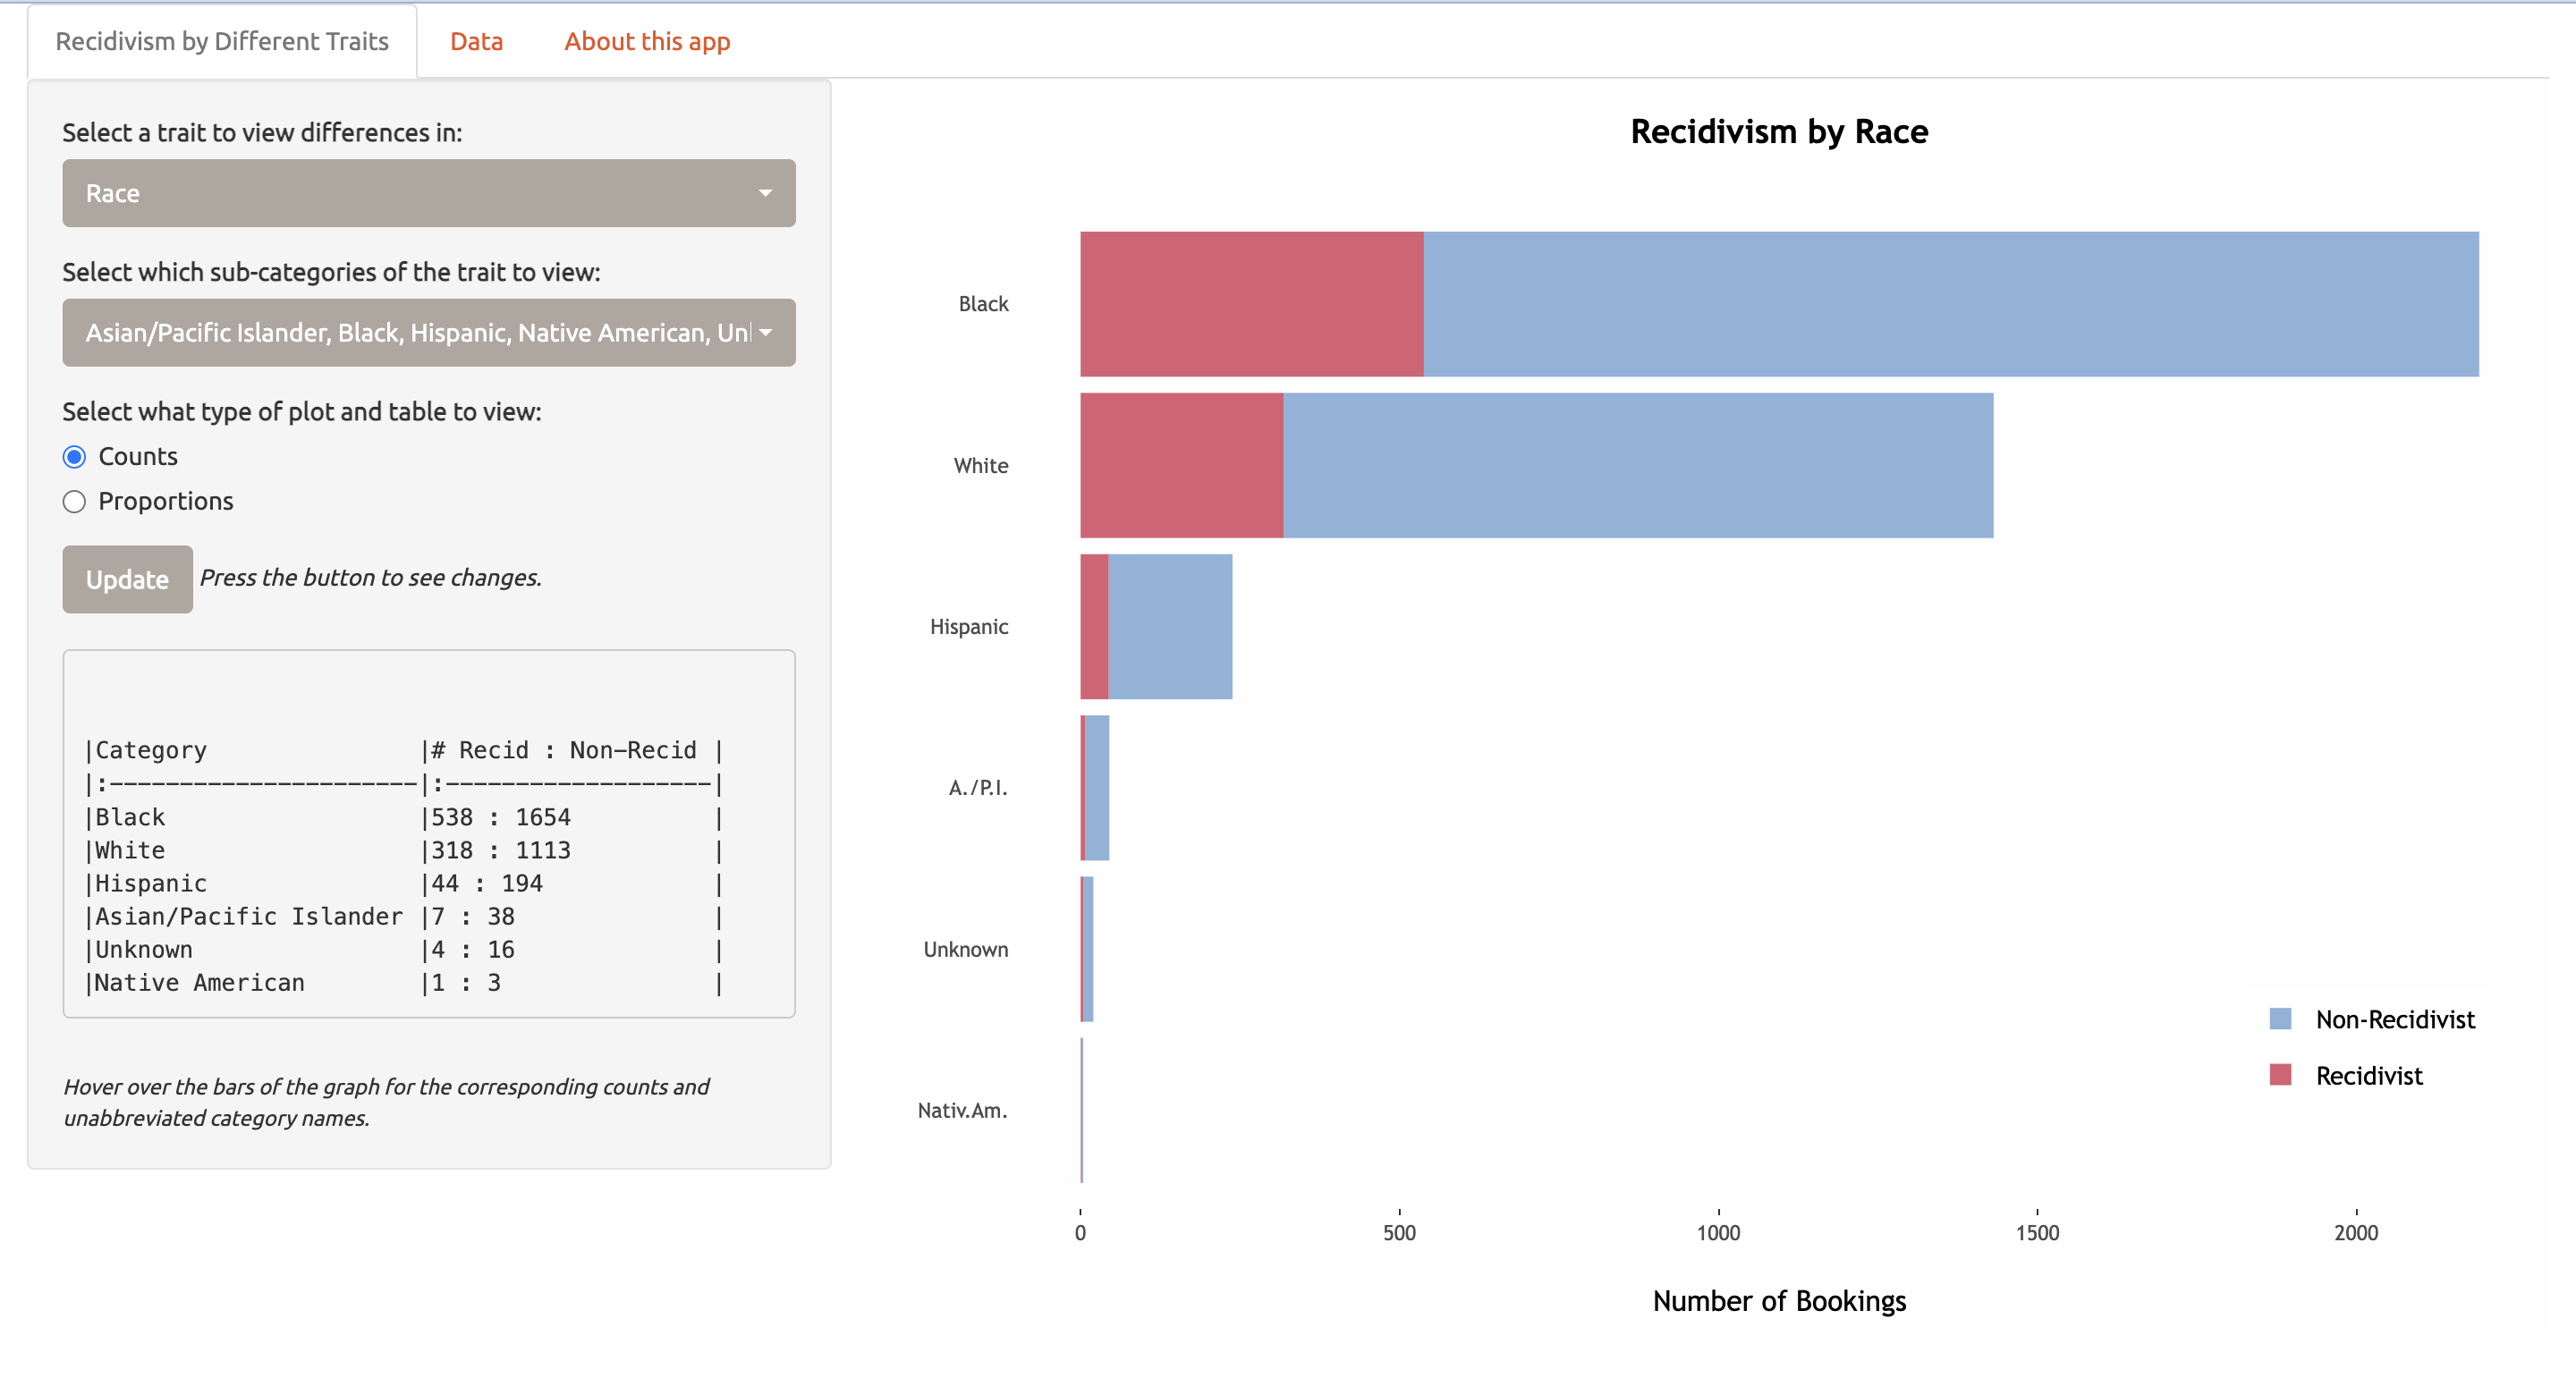 Recidivism by Different Traits
Data
About this app
Select a trait to view differences in:
Race
Select which sub-categories of the trait to view:
Asian/Pacific Islander, Black, Hispanic, Native American,
Select what type of plot and table to view:
Counts
Proportions
Update Press the button to see changes.
|Category |# Recid : Non-Recid |
|:----------------------|:-------------------|
|Black |538 : 1654 |
|White |318 : 1113 |
|Hispanic |44 : 194 |
|Asian/Pacific Islander |7 : 38 |
|Unknown |4 : 16 |
|Native American |1 : 3 |
Hover over the bars of the graph for the corresponding counts and
unabbreviated category names.
Recidivism by Race
Black
White
Hispanic
A./P.I.
Unknown
Nativ.Am.
Non-Recidivist
Recidivist
0 500 1000 1500 2000
Number of Bookings